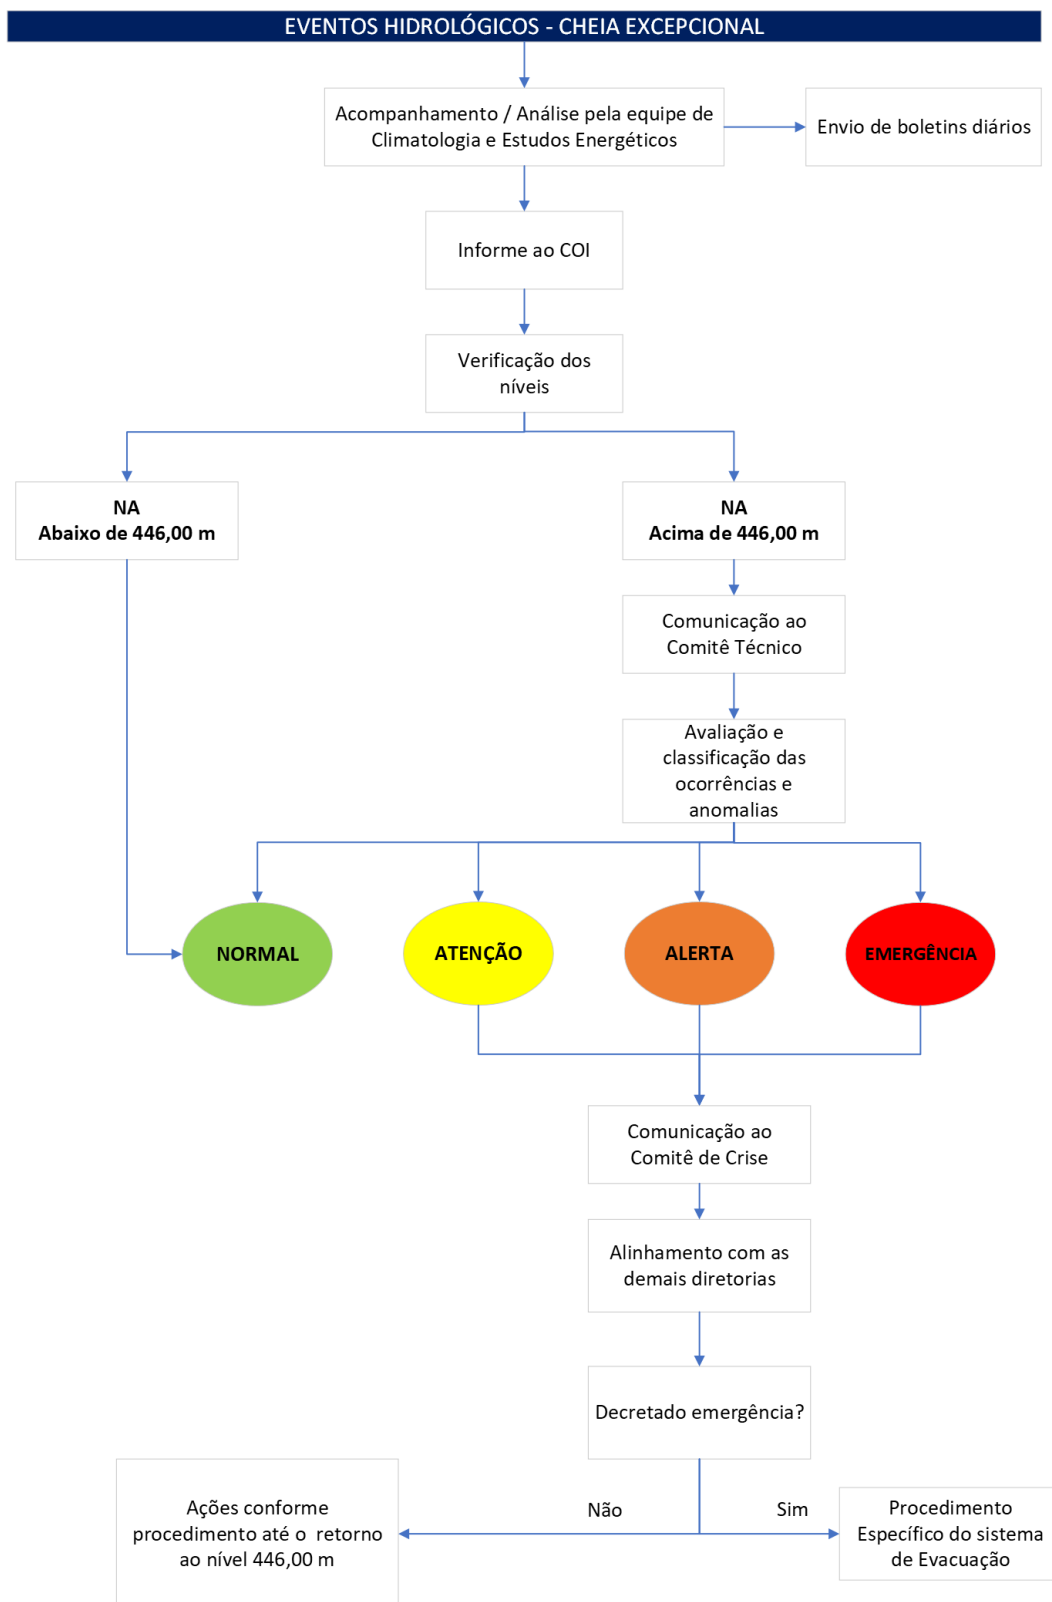 EVENTOS HIDROLÓGICOS - CHEIA EXCEPCIONAL
Acompanhamento / Análise pela equipe de
Climatologia e Estudos Energéticos
Envio de boletins diários
Informe ao COI
Verificação dos
níveis
NA
Abaixo de 446,00 m
NA
Acima de 446,00 m
Comunicação ao
Comitê Técnico
Avaliação e
classificação das
ocorrências e
anomalias
NORMAL
ATENÇÃO
ALERTA
EMERGÊNCIA
Comunicação ao
Comitê de Crise
Alinhamento com as
demais diretorias
Decretado emergência?
Não
Sim
Ações conforme
procedimento até o retorno
ao nível 446,00 m
Procedimento
Específico do sistema
de Evacuação